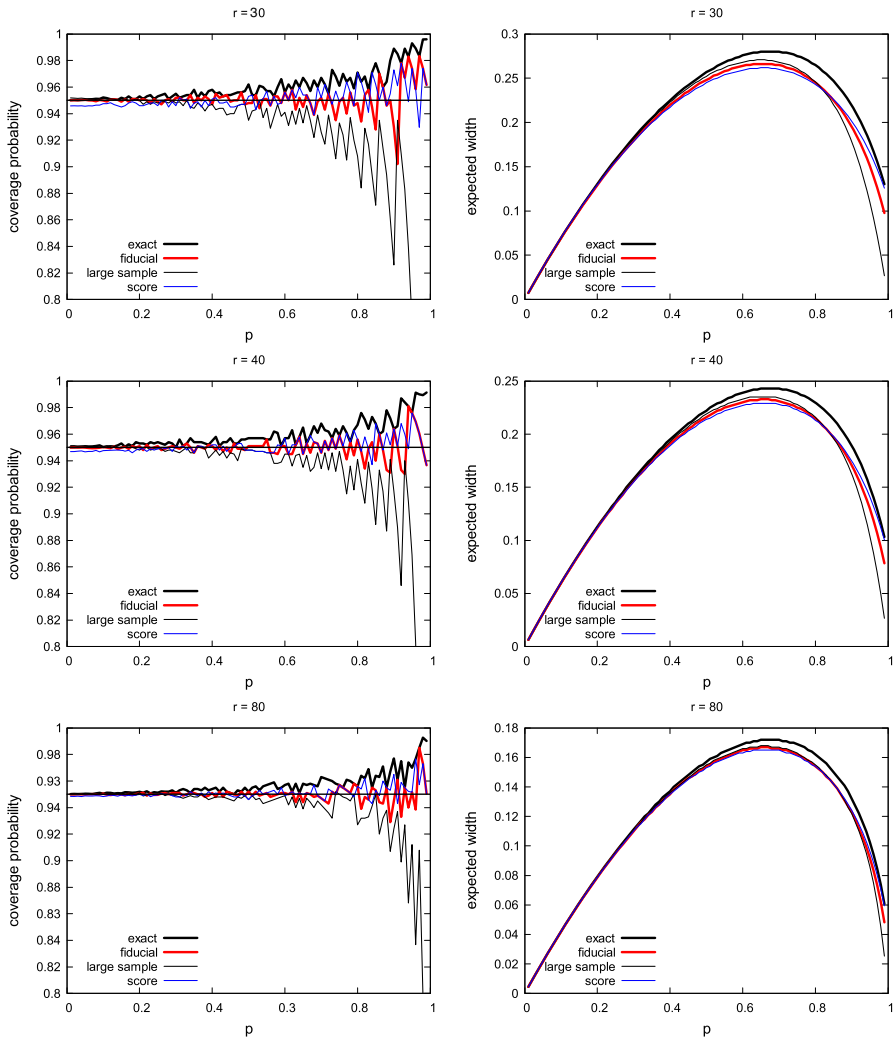 r = 30
1
0.98
0.96
0.94
0.92
0.9
0.88
0.86
0.84
0.82
0.8
coverage probability
exact
fiducial
large sample
score
0 0.2 0.4 0.6 0.8 1
p
r = 30
0.3
0.25
0.2
0.15
0.1
0.05
0
expected width
exact
fiducial
large sample
score
0 0.2 0.4 0.6 0.8 1
p
r = 40
1
0.98
0.96
0.94
0.92
0.9
0.88
0.86
0.84
0.82
0.8
coverage probability
exact
fiducial
large sample
score
0 0.2 0.4 0.6 0.8 1
p
r = 40
0.25
0.2
0.15
0.1
0.05
0
expected width
exact
fiducial
large sample
score
0 0.2 0.4 0.6 0.8 1
p
r = 80
1
0.98
0.93
0.94
0.92
0.9
0.88
0.83
0.84
0.82
0.8
coverage probability
exact
fiducial
large sample
score
0 0.2 0.4 0.3 0.8 1
p
r = 80
0.18
0.16
0.14
0.12
0.1
0.08
0.06
0.04
0.02
0
expected width
exact
fiducial
large sample
score
0 0.2 0.4 0.6 0.8 1
p